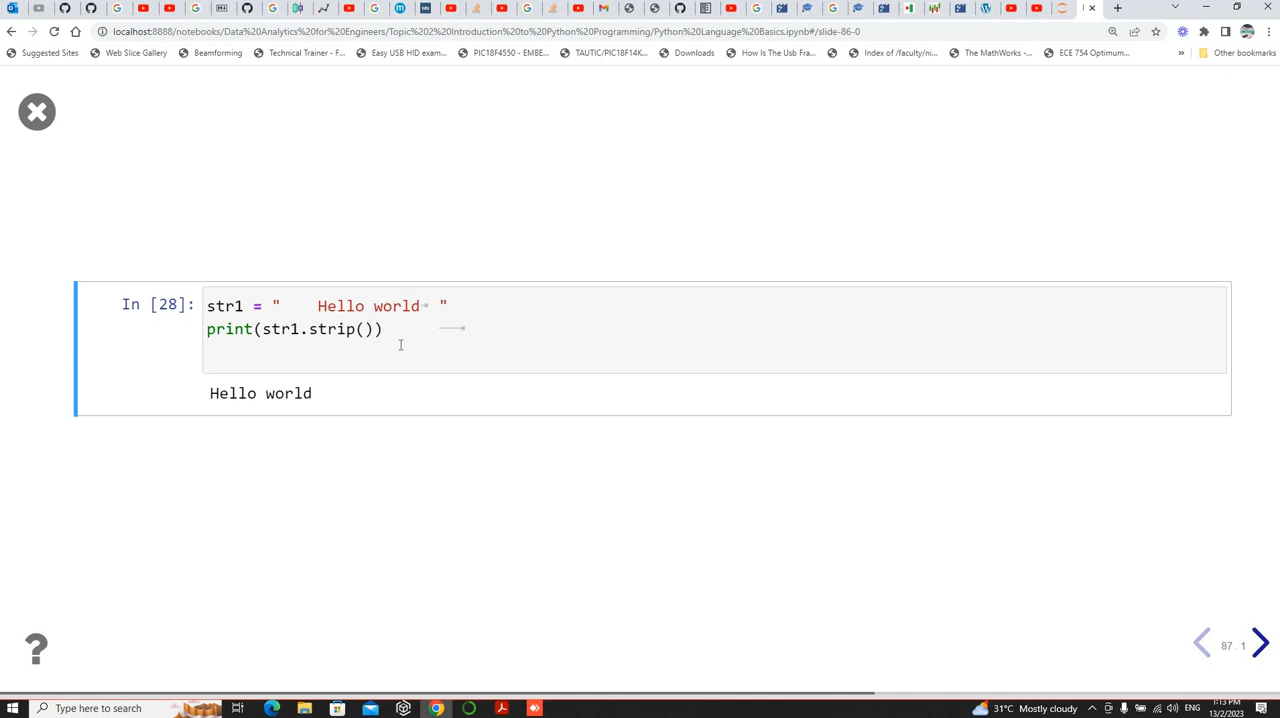 localhost:8888/notebooks/Data%20Analytics%20for%20Engineers/Topic%202%20Introduction%20to%20Python%20Programming/Python%20Language%20Basics.ipynb#/slide-86-0
Suggested Sites
Web Slice Gallery
Beamforming
Technical Trainer - F...
Easy USB HID exam...
PIC18F4550 - EMBE...
TAUTIC/PIC18F14K...
Downloads
How Is The Usb Fra...
Index of /faculty/ni...
The MathWorks -...
ECE 754 Optimum...
»
Other bookmarks
In [28]:
str1 = "    Hello world  "
print(str1.strip())
Hello world
?
87 . 1
Type here to search
31°C Mostly cloudy
ENG
1:13 PM
13/2/2023